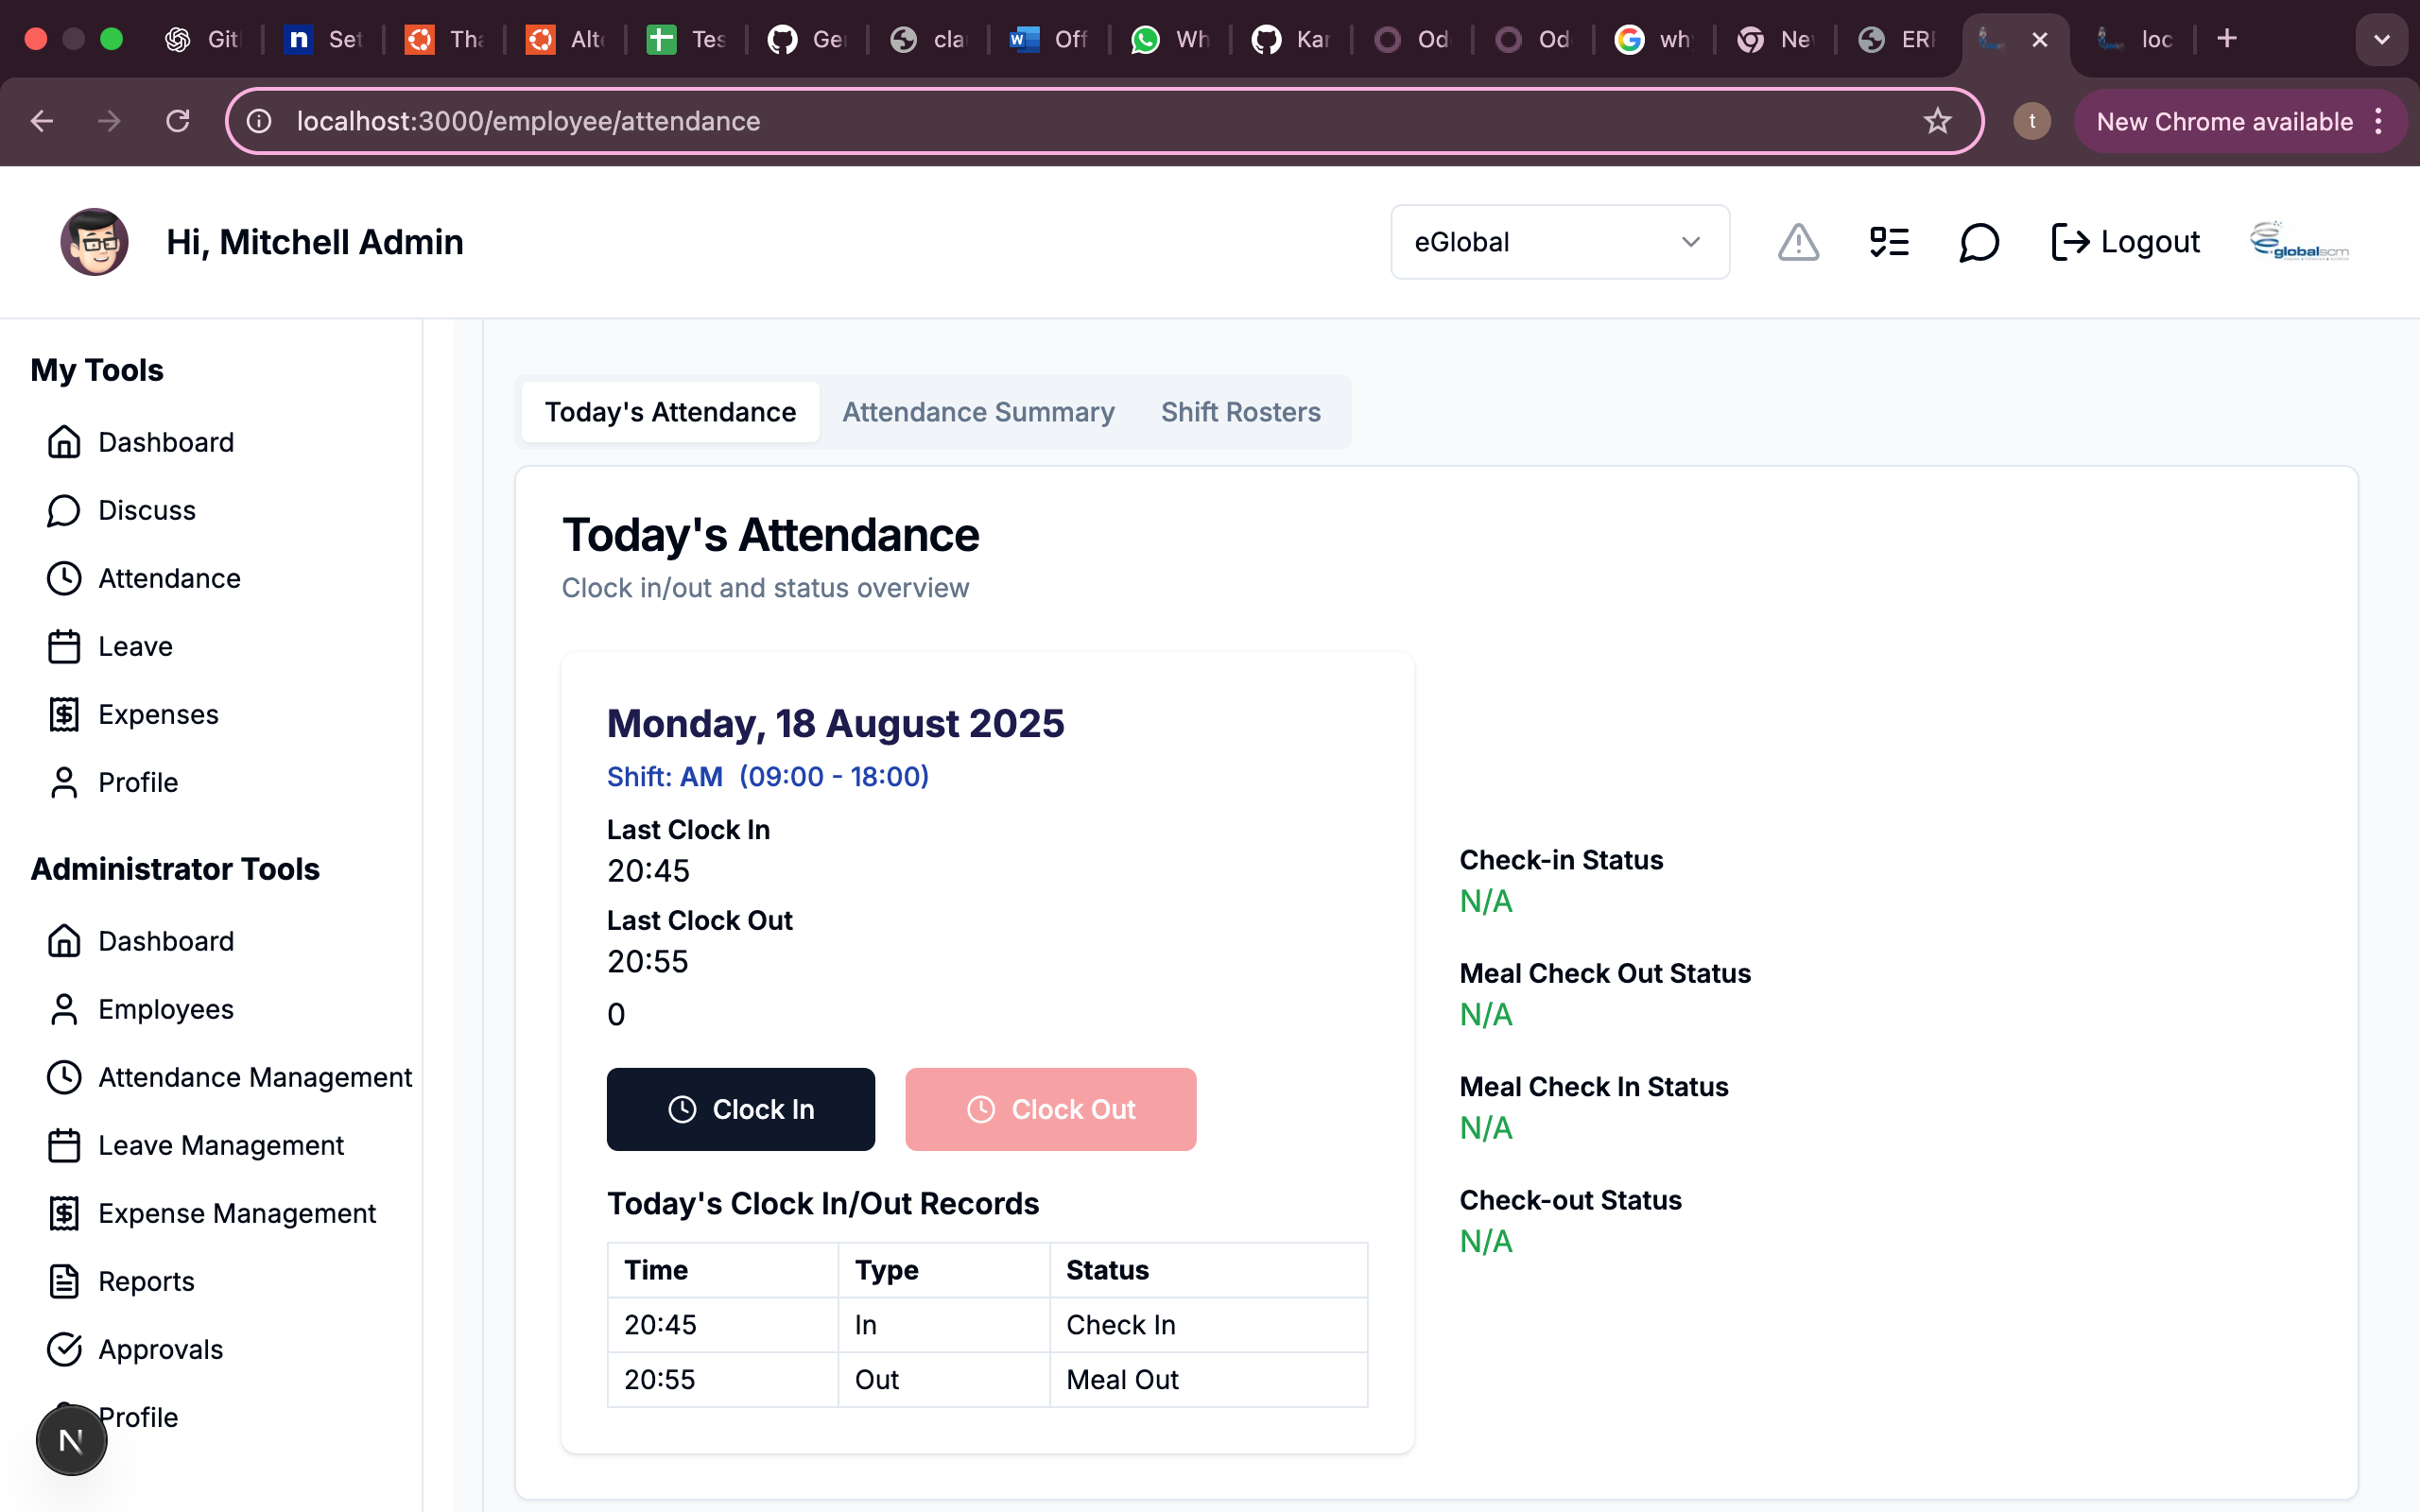 Git
Set
Tha
Alte
Tes
Ge
cla
Off
Wh
Kar
Od
Od
wh
Ne
ERP
loc
localhost:3000/employee/attendance
t
New Chrome available
Hi, Mitchell Admin
eGlobal
Logout
globalscm
My Tools
Dashboard
Discuss
Attendance
Leave
Expenses
Profile
Administrator Tools
Dashboard
Employees
Attendance Management
Leave Management
Expense Management
Reports
Approvals
Profile
N
Today's Attendance
Attendance Summary
Shift Rosters
Today's Attendance
Clock in/out and status overview
Monday, 18 August 2025
Shift: AM (09:00 - 18:00)
Last Clock In
20:45
Last Clock Out
20:55
0
Clock In
Clock Out
Today's Clock In/Out Records
Time Type Status
20:45 In Check In
20:55 Out Meal Out
Check-in Status
N/A
Meal Check Out Status
N/A
Meal Check In Status
N/A
Check-out Status
N/A